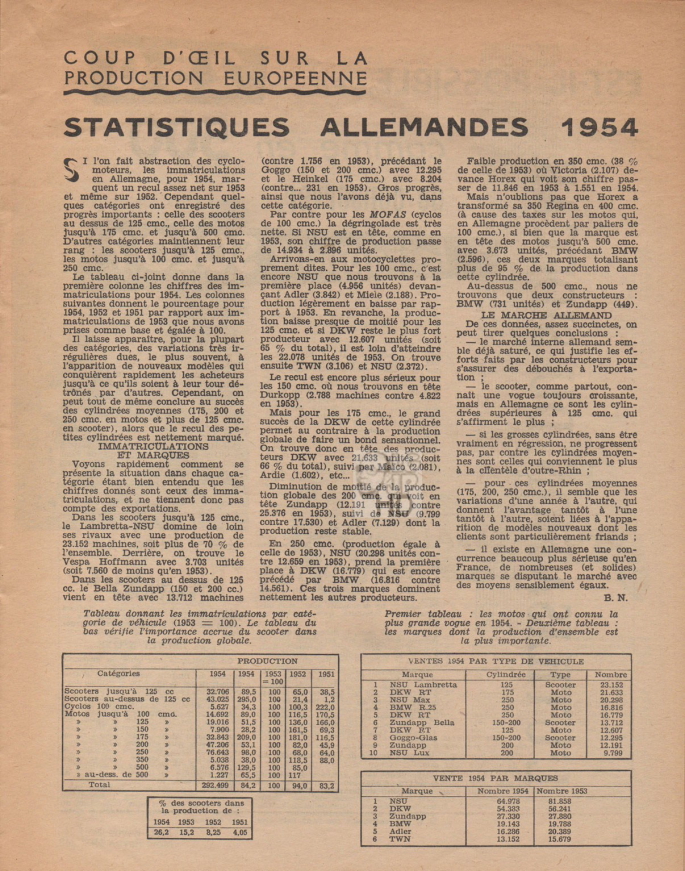 COUP D'ŒIL SUR LA
PRODUCTION EUROPEENNE
STATISTIQUES ALLEMANDES 1954
SI l'on fait abstraction des cyclo-
moteurs, les immatriculations
en Allemagne, pour 1954, mar-
quent un recul assez net sur 1953
et même sur 1952. Cependant quel-
ques catégories ont enregistré des
progrès importants : celle des scooters
au dessus de 125 cmc., celle des motos
jusqu'à 175 cmc. et jusqu'à 500 cmc.
D'autres catégories maintiennent leur
rang : les scooters jusqu'à 125 cmc.,
les motos jusqu'à 100 cmc. et jusqu'à
250 cmc.
Le tableau ci-joint donne dans la
première colonne les chiffres des im-
matriculations pour 1954. Les colonnes
suivantes donnent le pourcentage pour
1954, 1952 et 1951 par rapport aux im-
matriculations de 1953 que nous avons
prises comme base et égalée à 100.
Il laisse apparaître, pour la plupart
des catégories, des variations très ir-
régulières dues, le plus souvent, à
l'apparition de nouveaux modèles qui
conquièrent rapidement les acheteurs
jusqu'à ce qu'ils soient à leur tour dé-
trônés par d'autres. Cependant, on
peut tout de même conclure au succès
des cylindrées moyennes (175, 200 et
250 cmc. en motos et plus de 125 cmc.
en scooter), alors que le recul des pe-
tites cylindrées est nettement marqué.
IMMATRICULATIONS
ET MARQUES
Voyons rapidement comment se
présente la situation dans chaque ca-
tégorie étant bien entendu que les
chiffres donnés sont ceux des imma-
triculations, et ne tiennent donc pas
compte des exportations.
Dans les scooters jusqu'à 125 cmc.,
le Lambretta-NSU domine de loin
ses rivaux avec une production de
23.152 machines, soit plus de 70 % de
l'ensemble. Derrière, on trouve le
Vespa Hoffmann avec 3.703 unités
(soit 7.560 de moins qu'en 1953).
Dans les scooters au dessus de 125
cc. le Bella Zundapp (150 et 200 cc.)
vient en tête avec 13.712 machines
(contre 1.756 en 1953), précédant le
Goggo (150 et 200 cmc.) avec 12.295
et le Heinkel (175 cmc.) avec 8.204
(contre... 231 en 1953). Gros progrès,
ainsi que nous l'avons déjà vu, dans
cette catégorie.
Par contre pour les MOFAS (cyclos
de 100 cmc.) la dégringolade est très
nette. Si NSU est en tête, comme en
1953, son chiffre de production passe
de 14.934 à 2.896 unités.
Arrivons-en aux motocyclettes pro-
prement dites. Pour les 100 cmc., c'est
encore NSU que nous trouvons à la
première place (4.956 unités) devan-
çant Adler (3.842) et Miele (2.188). Pro-
duction légèrement en baisse par rap-
port à 1953. En revanche, la produc-
tion baisse presque de moitié pour les
125 cmc. et si DKW reste le plus fort
producteur avec 12.607 unités (soit
65 % du total), il est loin d'atteindre
les 22.078 unités de 1953. On trouve
ensuite TWN (3.106) et NSU (2.372).
Le recul est encore plus sérieux pour
les 150 cmc. où nous trouvons en tête
Durkopp (2.788 machines contre 4.822
en 1953).
Mais pour les 175 cmc., le grand
succès de la DKW de cette cylindrée
permet au contraire à la production
globale de faire un bond sensationnel.
On trouve donc en tête des produc-
teurs DKW avec 21.633 unités (soit
66 % du total), suivi par Maïco (2.081),
Ardie (1.602), etc...
Diminution de moitié de la produc-
tion globale des 200 soit en
tête Zundapp (12.191 contre
25.376 en 1953), suivi à NSU (9.799
contre 17.530) et Adler (7.129) dont la
production reste stable.
En 250 cmc. (production égale à
celle de 1953), NSU (20.298 unités con-
tre 12.659 en 1953), prend la première
place à DKW (16.779) qui est encore
précédé par BMW (16.816 contre
14.561). Ces trois marques dominent
nettement les autres producteurs.
Faible production en 350 cmc. (38 %
de celle de 1953) où Victoria (2.107) de-
vance Horex qui voit son chiffre pas-
ser de 11.846 en 1953 à 1.551 en 1954.
Mais n'oublions pas que Horex a
transformé sa 350 Regina en 400 cmc.
(à cause des taxes sur les motos qui,
en Allemagne procèdent par paliers de
100 cmc.), si bien que la marque est
en tête des motos jusqu'à 500 cmc.
avec 3.673 unités, précédant BMW
(2.596), ces deux marques totalisant
plus de 95 % de la production dans
cette cylindrée.
Au-dessus de 500 cmc., nous ne
trouvons que deux constructeurs :
BMW (731 unités) et Zundapp (449).
LE MARCHE ALLEMAND
De ces données, assez succinctes, on
peut tirer quelques conclusions :
— le marché interne allemand sem-
ble déjà saturé, ce qui justifie les ef-
forts faits par les constructeurs pour
s'assurer des débouchés à l'exporta-
tion ;
— le scooter, comme partout, con-
naît une vogue toujours croissante,
mais en Allemagne ce sont les cylin-
drées supérieures à 125 cmc. qui
s'affirment le plus ;
— si les grosses cylindrées, sans être
vraiment en régression, ne progressent
pas, par contre les cylindrées moyen-
nes sont celles qui conviennent le plus
à la clientèle d'outre-Rhin ;
— pour ces cylindrées moyennes
(175, 200, 250 cmc.), il semble que les
variations d'une année à l'autre, qui
donnent l'avantage tantôt à l'une
tantôt à l'autre, soient liées à l'appa-
rition de modèles nouveaux dont les
clients sont particulièrement friands ;
— il existe en Allemagne une con-
currence beaucoup plus sérieuse qu'en
France, de nombreuses (et solides)
marques se disputant le marché avec
des moyens sensiblement égaux.
B. N.
Tableau donnant les immatriculations par caté-
gorie de véhicule (1953 = 100). Le tableau du
bas vérifie l'importance accrue du scooter dans
la production globale.
Premier tableau : les motos qui ont connu la
plus grande vogue en 1954. - Deuxième tableau :
les marques dont la production d'ensemble est
la plus importante.
PRODUCTION
Catégories 1954 1954 1953 = 100 1952 1951
Scooters jusqu'à 125 cc 32.706 89,5 100 65,0 38,5
Scooters au-dessus de 125 cc 43.025 295,0 100 21,4 1,2
Cyclos 100 cmc. 5.627 34,3 100 100,3 222,0
Motos jusqu'à 100 cmc. 14.692 89,0 100 116,5 170,5
» » 125 » 19.016 51,5 100 136,0 166,0
» » 150 » 7.900 28,2 100 161,5 69,3
» » 175 » 32.843 209,0 100 181,0 116,5
» » 200 » 47.206 53,1 100 82,0 45,9
» » 250 » 76.643 98,0 100 68,0 64,0
» » 350 » 5.038 38,0 100 118,5 88,0
» » 500 » 6.576 129,5 100 85,0
» au-dess. de 500 » 1.227 65,5 100 117
Total 292.499 84,2 100 94,0 83,2
% des scooters dans
la production de :
1954 1953 1952 1951
26,2 15,2 8,25 4,05
VENTES 1954 PAR TYPE DE VEHICULE
Marque Cylindrée Type Nombre
1 NSU Lambretta 125 Scooter 23.152
2 DKW RT 175 Moto 21.633
3 NSU Max 250 Moto 20.298
4 BMW R.25 250 Moto 16.816
5 DKW RT 250 Moto 16.779
6 Zundapp Bella 150-200 Scooter 13.712
7 DKW RT 125 Moto 12.607
8 Goggo-Glas 150-200 Scooter 12.295
9 Zundapp 200 Moto 12.191
10 NSU Lux 200 Moto 9.799
VENTE 1954 PAR MARQUES
Marque Nombre 1954 Nombre 1953
1 NSU 64.978 81.858
2 DKW 54.383 56.241
3 Zundapp 27.330 27.880
4 BMW 19.143 19.788
5 Adler 16.286 20.389
6 TWN 13.152 15.679